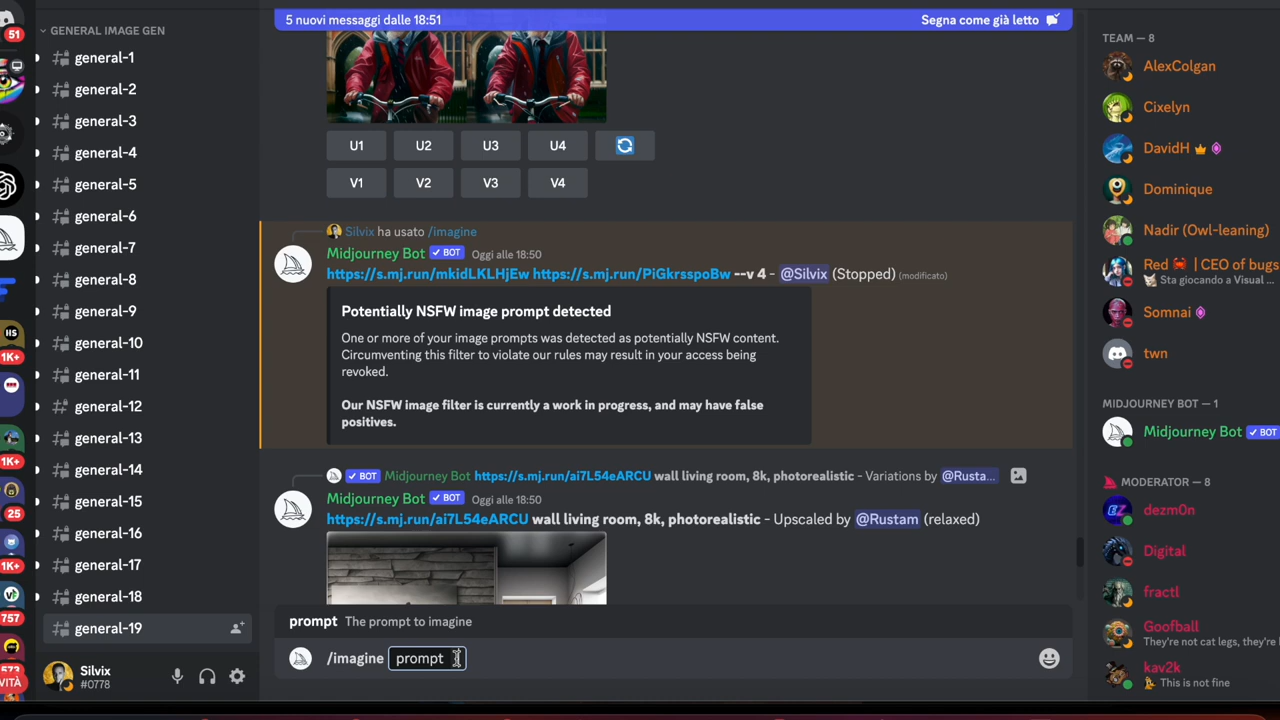 5 nuovi messaggi dalle 18:51
Segna come già letto
51
1K+
1K+
25
1K+
757
573
VITÀ
GENERAL IMAGE GEN
general-1
general-2
general-3
general-4
general-5
general-6
general-7
general-8
general-9
general-10
general-11
general-12
general-13
general-14
general-15
general-16
general-17
general-18
general-19
Silvix
#0778
U1 U2 U3 U4
V1 V2 V3 V4
Silvix ha usato /imagine
Midjourney Bot ✓ BOT Oggi alle 18:50
https://s.mj.run/mkidLKLHjEw https://s.mj.run/PiGkrsspoBw --v 4 - @Silvix (Stopped) (modificato)
Potentially NSFW image prompt detected
One or more of your image prompts was detected as potentially NSFW content.
Circumventing this filter to violate our rules may result in your access being
revoked.
Our NSFW image filter is currently a work in progress, and may have false
positives.
✓ BOT Midjourney Bot https://s.mj.run/ai7L54eARCU wall living room, 8k, photorealistic - Variations by @Rusta...
Midjourney Bot ✓ BOT Oggi alle 18:50
https://s.mj.run/ai7L54eARCU wall living room, 8k, photorealistic - Upscaled by @Rustam (relaxed)
prompt The prompt to imagine
/imagine prompt
TEAM — 8
AlexColgan
Cixelyn
DavidH
Dominique
Nadir (Owl-leaning)
Red 🦀 | CEO of bugs
Sta giocando a Visual ...
Somnai
twn
MIDJOURNEY BOT — 1
Midjourney Bot ✓ BOT
MODERATOR — 8
dezm0n
Digital
fractl
Goofball
They're not cat legs, they're
kav2k
This is not fine